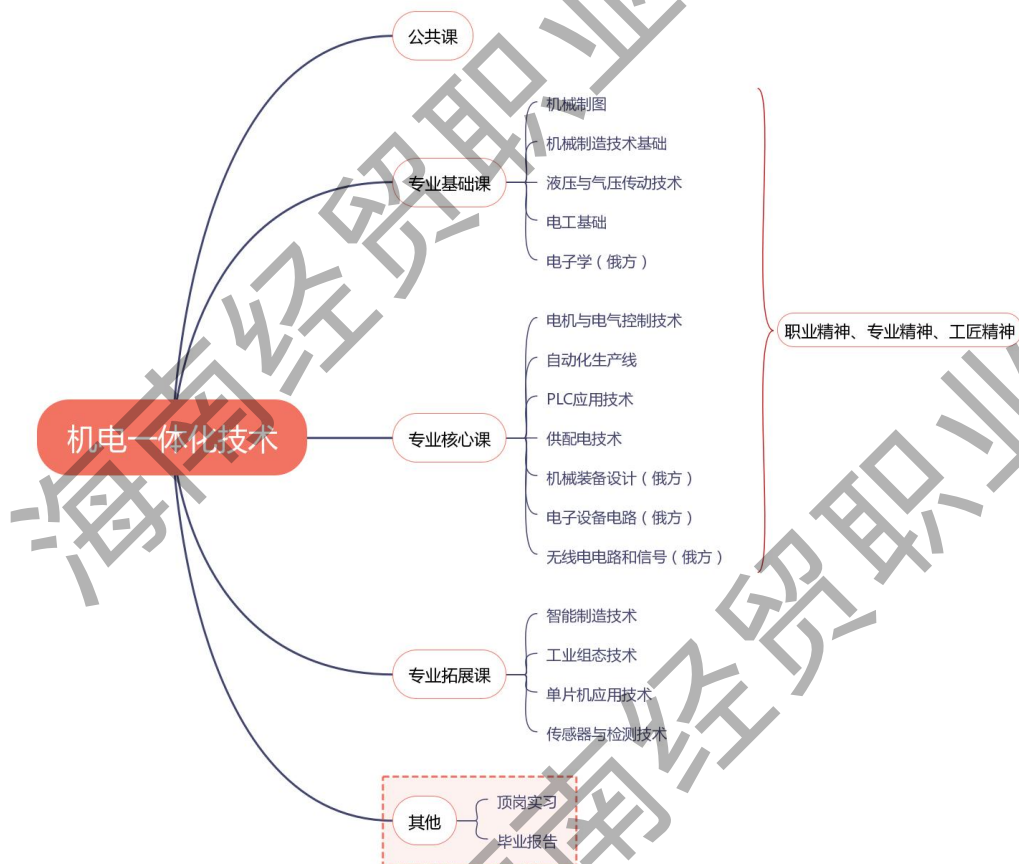 公共课
机械制图
机械制造技术基础
专业基础课
液压与气压传动技术
电工基础
电子学（俄方）
电机与电气控制技术
自动化生产线
PLC应用技术
机电一体化技术
专业核心课
供配电技术
机械装备设计（俄方）
电子设备电路（俄方）
无线电电路和信号（俄方）
职业精神、专业精神、工匠精神
智能制造技术
工业组态技术
专业拓展课
单片机应用技术
传感器与检测技术
其他
顶岗实习
毕业报告
海南经贸职业
南经贸职业